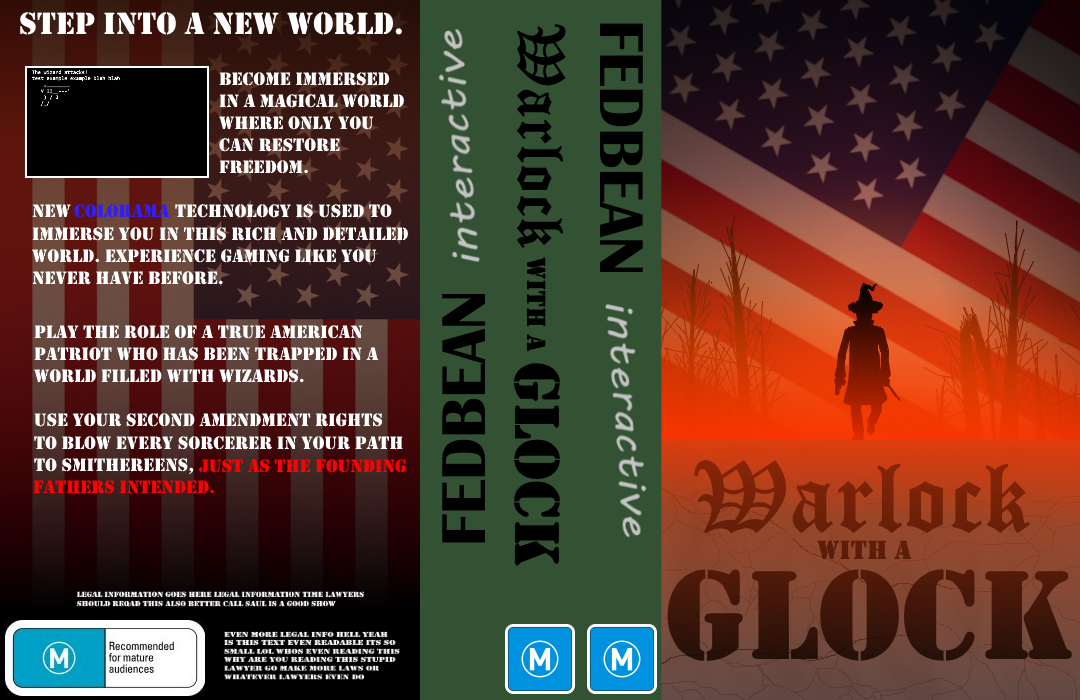 STEP INTO A NEW WORLD.
The wizard attacks!
test example example blah blah
BECOME IMMERSED
IN A MAGICAL WORLD
WHERE ONLY YOU
CAN RESTORE
FREEDOM.
NEW COLORAMA TECHNOLOGY IS USED TO
IMMERSE YOU IN THIS RICH AND DETAILED
WORLD. EXPERIENCE GAMING LIKE YOU
NEVER HAVE BEFORE.
PLAY THE ROLE OF A TRUE AMERICAN
PATRIOT WHO HAS BEEN TRAPPED IN A
WORLD FILLED WITH WIZARDS.
USE YOUR SECOND AMENDMENT RIGHTS
TO BLOW EVERY SORCERER IN YOUR PATH
TO SMITHEREENS, JUST AS THE FOUNDING
FATHERS INTENDED.
LEGAL INFORMATION GOES HERE LEGAL INFORMATION TIME LAWYERS
SHOULD REQAD THIS ALSO BETTER CALL SAUL IS A GOOD SHOW
M
Recommended
for mature
audiences
EVEN MORE LEGAL INFO HELL YEAH
IS THIS TEXT EVEN READABLE ITS SO
SMALL LOL WHOS EVEN READING THIS
WHY ARE YOU READING THIS STUPID
LAWYER GO MAKE MORE LAWS OR
WHATEVER LAWYERS EVEN DO
FEDBEAN interactive
Warlock WITH A GLOCK
FEDBEAN interactive
M
M
Warlock
WITH A
GLOCK